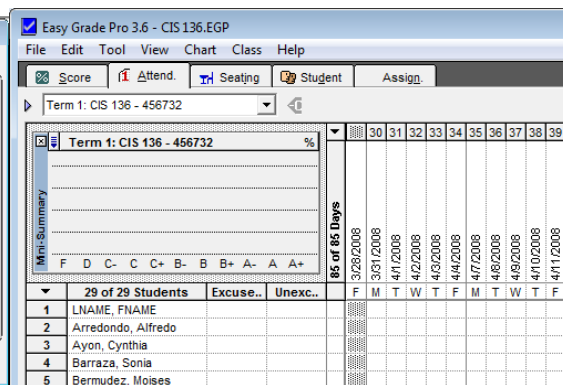 Easy Grade Pro 3.6 - CIS 136.EGP
File Edit Tool View Chart Class Help
Score Attend. Seating Student Assign.
Term 1: CIS 136 - 456732
Term 1: CIS 136 - 456732 %
30 31 32 33 34 35 36 37 38 39
Mini-Summary
F D C- C C+ B- B B+ A- A A+
85 of 85 Days
3/28/2008 3/31/2008 4/1/2008 4/2/2008 4/3/2008 4/4/2008 4/7/2008 4/8/2008 4/9/2008 4/10/2008 4/11/2008
29 of 29 Students Excuse.. Unexc.. F M T W T F M T W T F
1 LNAME, FNAME
2 Arredondo, Alfredo
3 Ayon, Cynthia
4 Barraza, Sonia
5 Bermudez, Moises